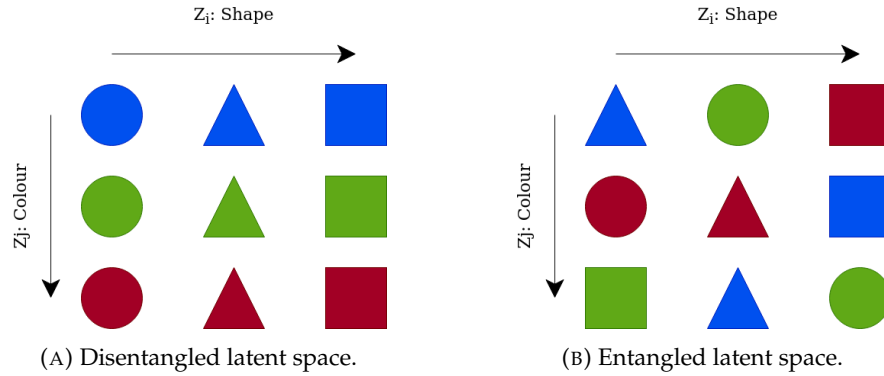 Zi: Shape
Zi: Shape
Zj: Colour
Zj: Colour
(A) Disentangled latent space.
(B) Entangled latent space.